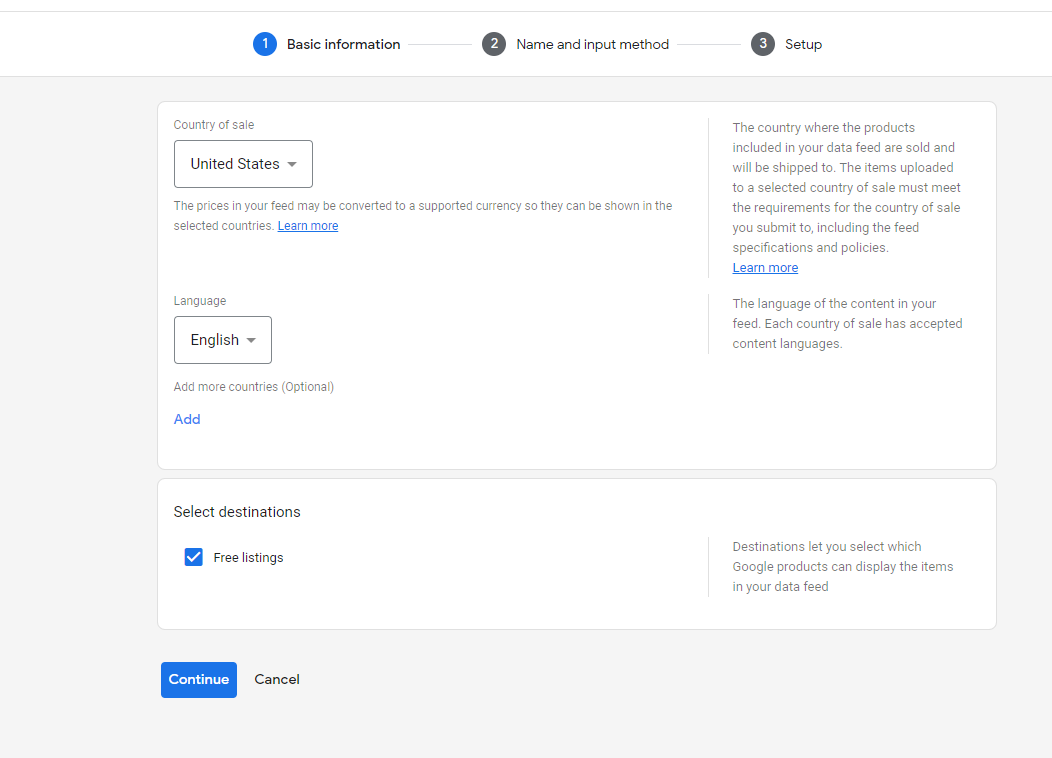 1 Basic information 2 Name and input method 3 Setup
Country of sale
United States
The prices in your feed may be converted to a supported currency so they can be shown in the
selected countries. Learn more
The country where the products
included in your data feed are sold and
will be shipped to. The items uploaded
to a selected country of sale must meet
the requirements for the country of sale
you submit to, including the feed
specifications and policies.
Learn more
Language
English
The language of the content in your
feed. Each country of sale has accepted
content languages.
Add more countries (Optional)
Add
Select destinations
Free listings
Destinations let you select which
Google products can display the items
in your data feed
Continue Cancel